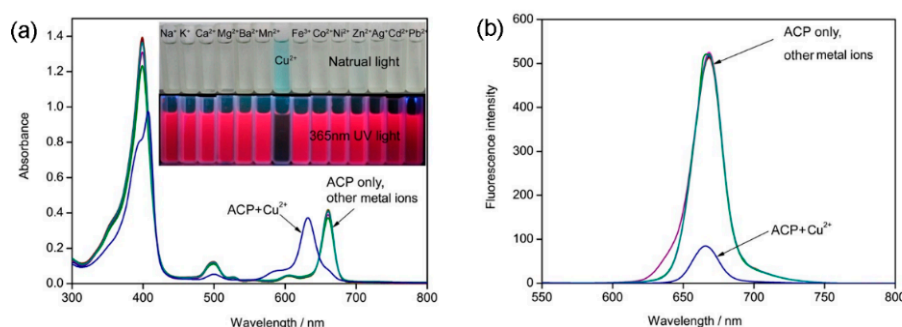 (a)
Absorbance
1.4
1.2
1.0
0.8
0.6
0.4
0.2
0.0
Na⁺ K⁺ Ca²⁺ Mg²⁺ Ba²⁺ Mn²⁺ Fe³⁺ Co²⁺ Ni²⁺ Zn²⁺ Ag⁺ Cd²⁺ Pb²⁺
Cu²⁺
Natrual light
365nm UV light
ACP+Cu²⁺
ACP only,
other metal ions
300 400 500 600 700 800
Wavelength / nm
(b)
Fluorescence intensity
600
500
400
300
200
100
0
ACP only,
other metal ions
ACP+Cu²⁺
550 600 650 700 750 800
Wavelength / nm